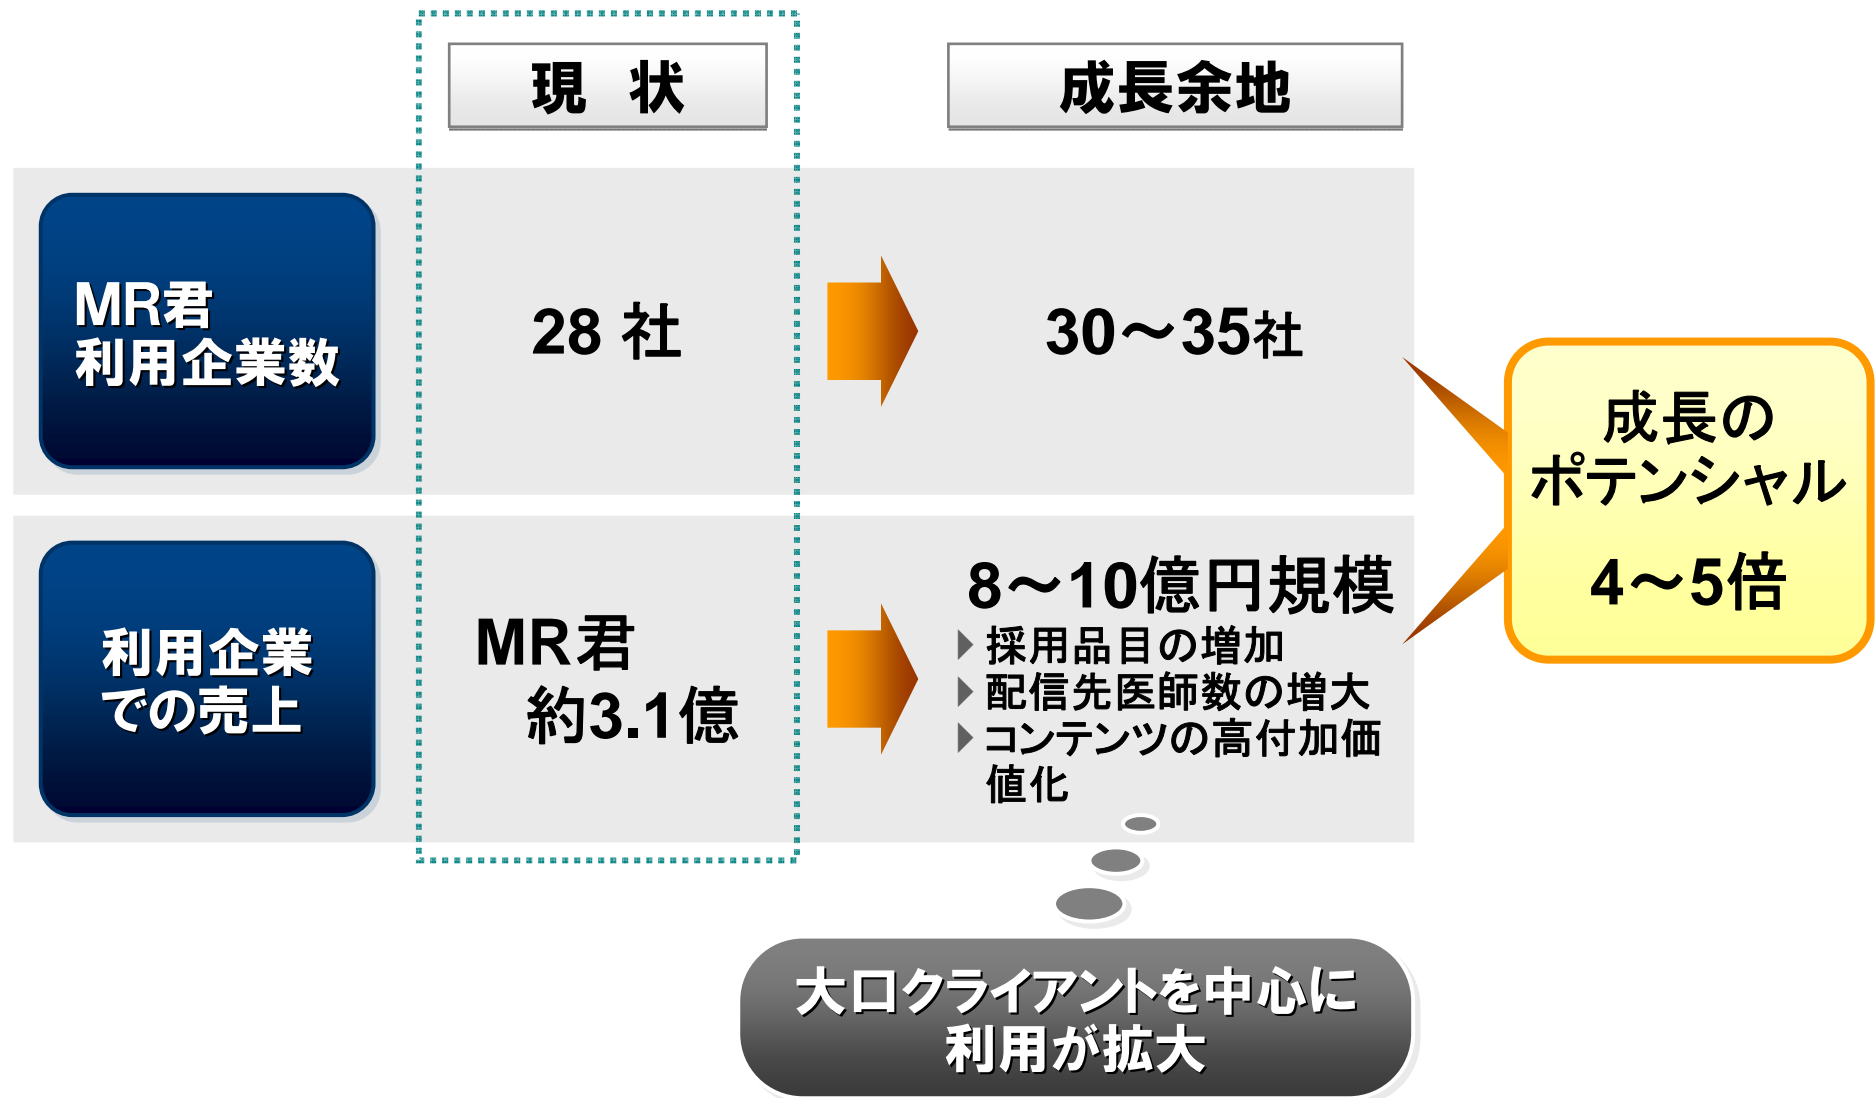 現 状
成長余地
MR君
利用企業数
28 社
30～35社
利用企業
での売上
MR君
約3.1億
8～10億円規模
採用品目の増加
配信先医師数の増大
コンテンツの高付加価
値化
成長の
ポテンシャル
4～5倍
大口クライアントを中心に
利用が拡大